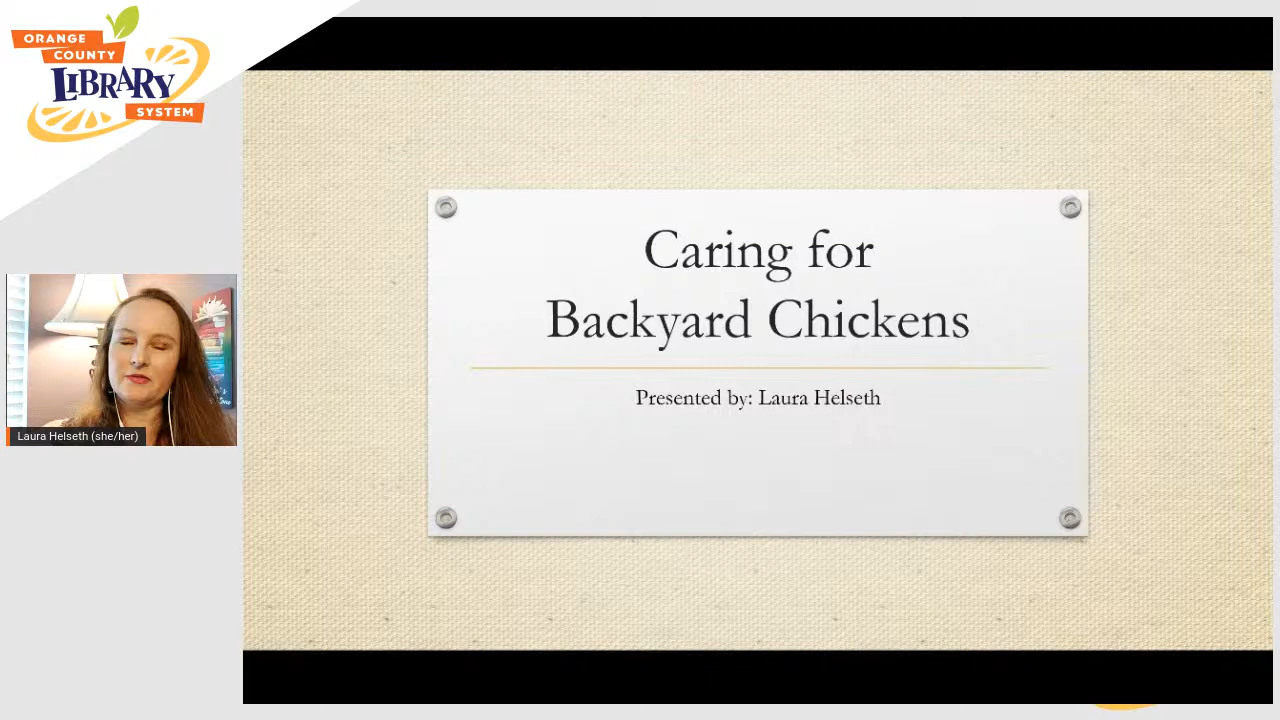 ORANGE
COUNTY
LIBRARY
SYSTEM
Caring for
Backyard Chickens
Presented by: Laura Helseth
Laura Helseth (she/her)